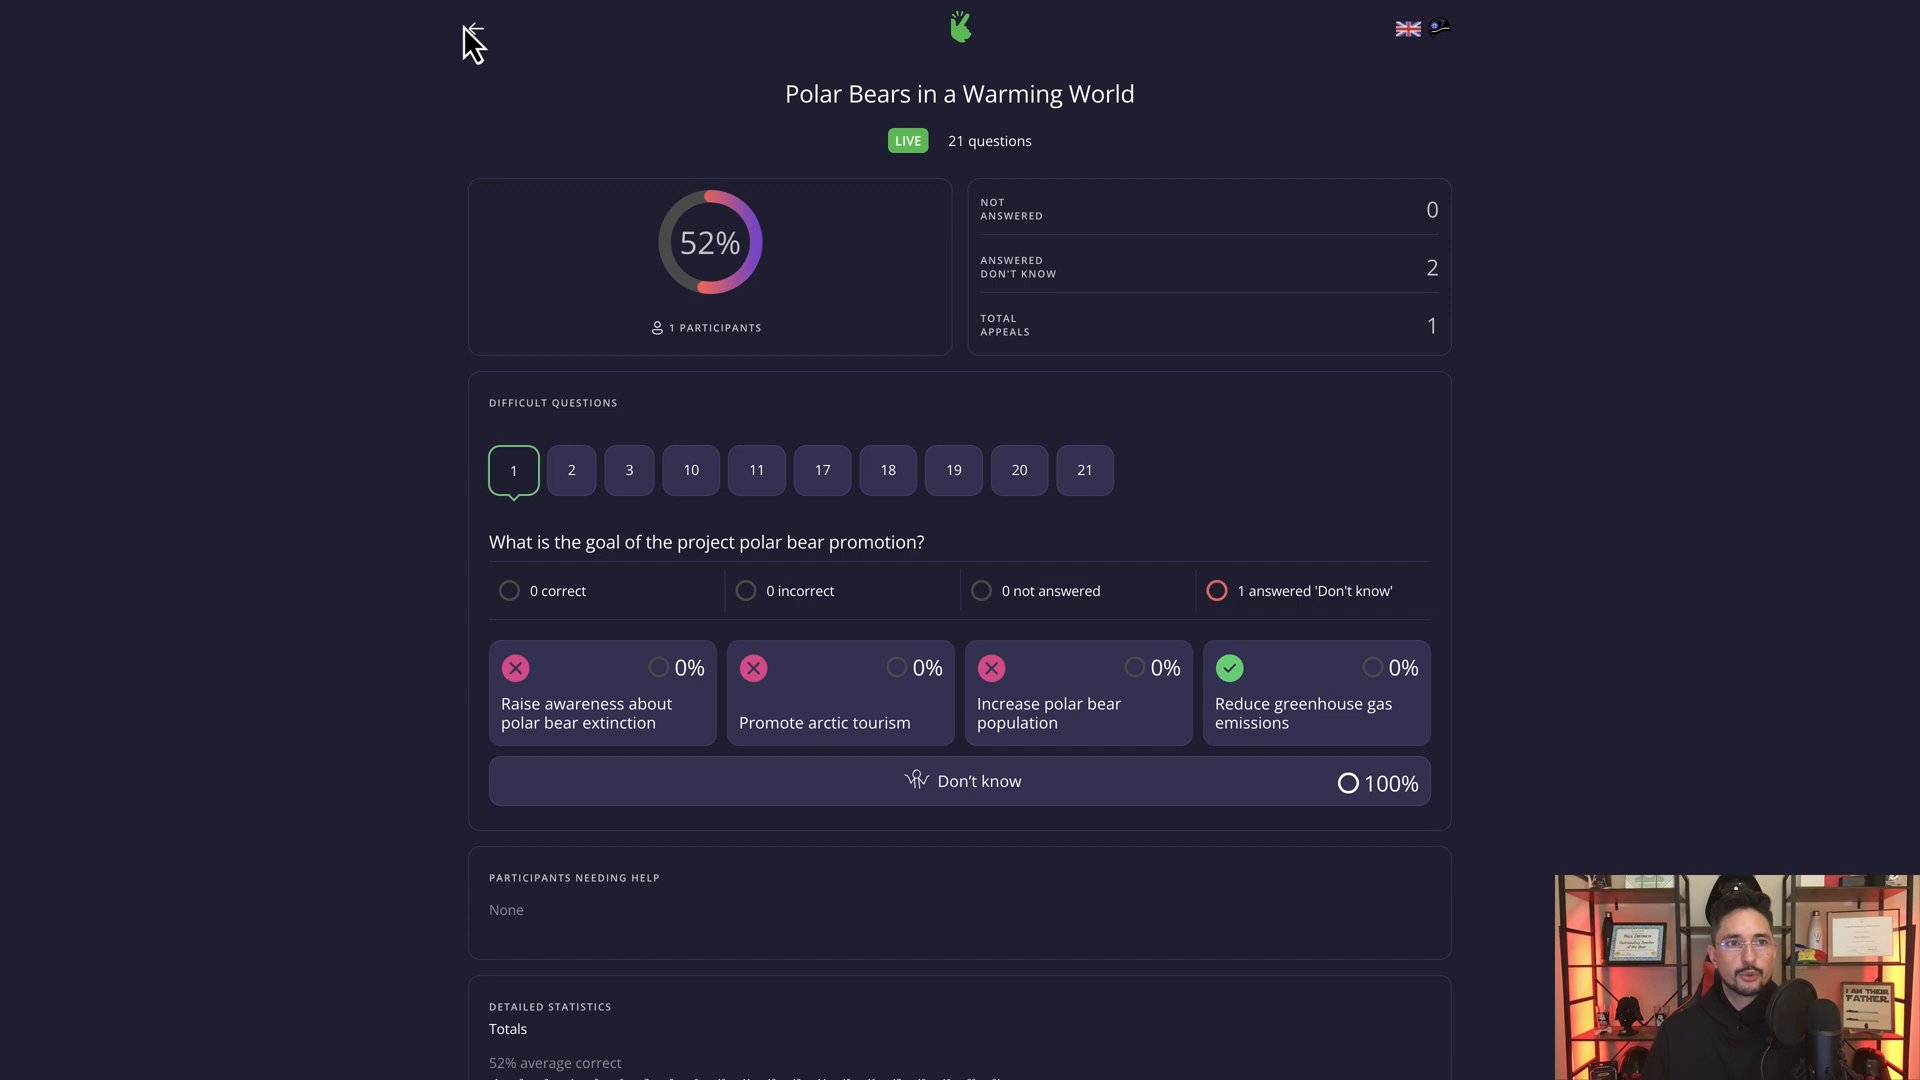 Polar Bears in a Warming World
LIVE 21 questions
52%
1 PARTICIPANTS
NOT
ANSWERED
0
ANSWERED
DON'T KNOW
2
TOTAL
APPEALS
1
DIFFICULT QUESTIONS
1 2 3 10 11 17 18 19 20 21
What is the goal of the project polar bear promotion?
0 correct 0 incorrect 0 not answered 1 answered 'Don't know'
0%
Raise awareness about
polar bear extinction
0%
Promote arctic tourism
0%
Increase polar bear
population
0%
Reduce greenhouse gas
emissions
Don't know 100%
PARTICIPANTS NEEDING HELP
None
DETAILED STATISTICS
Totals
52% average correct
I AM THEIR
FATHER